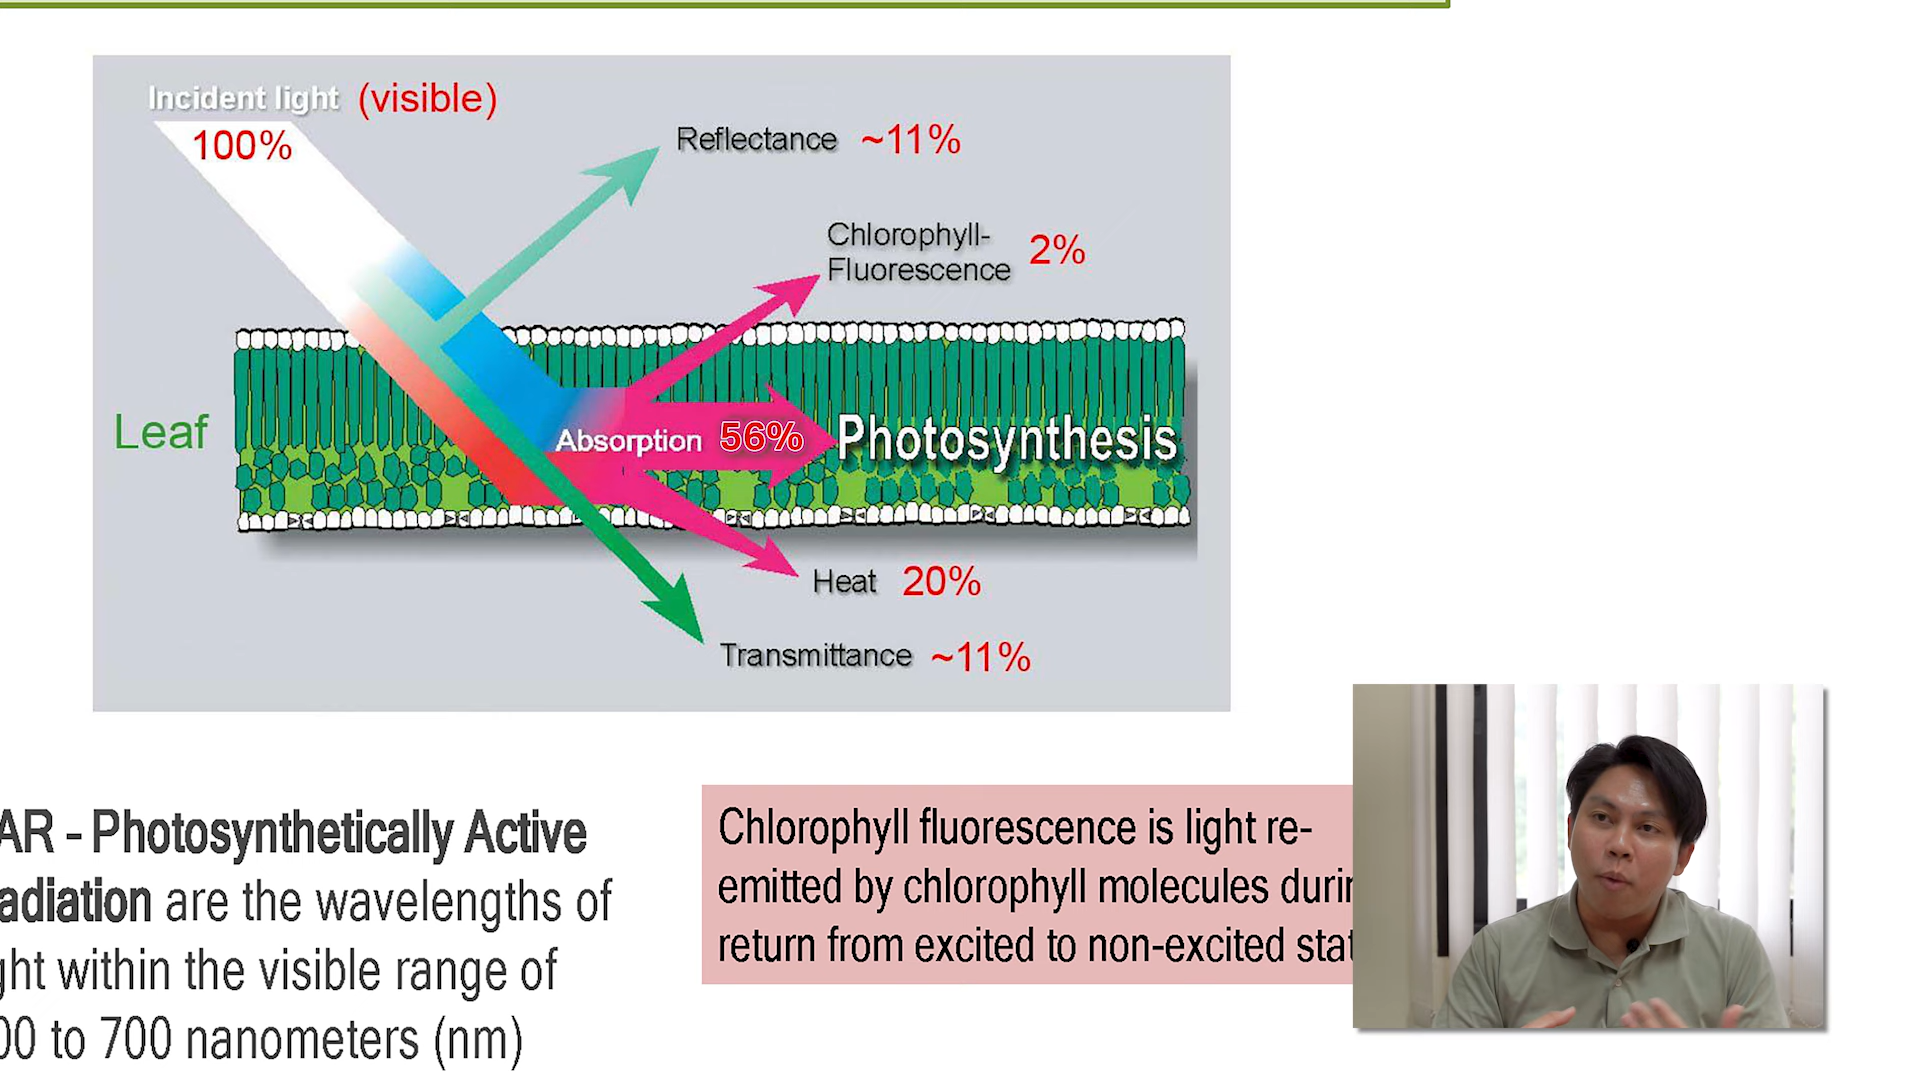 Incident light (visible)
100%
Reflectance ~11%
Chlorophyll-
Fluorescence 2%
Leaf
Absorption 56% Photosynthesis
Heat 20%
Transmittance ~11%
AR - Photosynthetically Active
adiation are the wavelengths of
ght within the visible range of
00 to 700 nanometers (nm)
Chlorophyll fluorescence is light re-
emitted by chlorophyll molecules durin
return from excited to non-excited stat